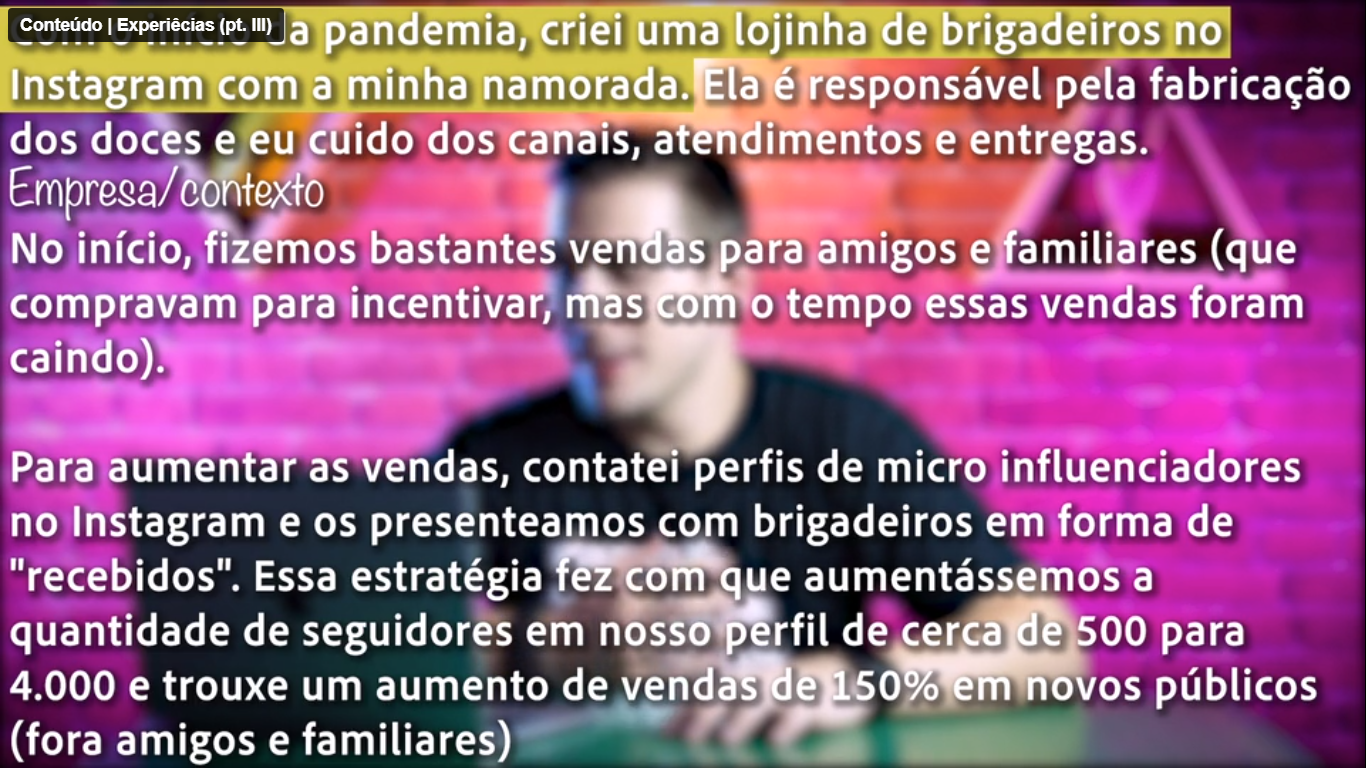 Conteúdo | Experiêcias (pt. III)
a pandemia, criei uma lojinha de brigadeiros no
Instagram com a minha namorada. Ela é responsável pela fabricação
dos doces e eu cuido dos canais, atendimentos e entregas.
Empresa/contexto
No início, fizemos bastantes vendas para amigos e familiares (que
compravam para incentivar, mas com o tempo essas vendas foram
caindo).
Para aumentar as vendas, contatei perfis de micro influenciadores
no Instagram e os presenteamos com brigadeiros em forma de
"recebidos". Essa estratégia fez com que aumentássemos a
quantidade de seguidores em nosso perfil de cerca de 500 para
4.000 e trouxe um aumento de vendas de 150% em novos públicos
(fora amigos e familiares)